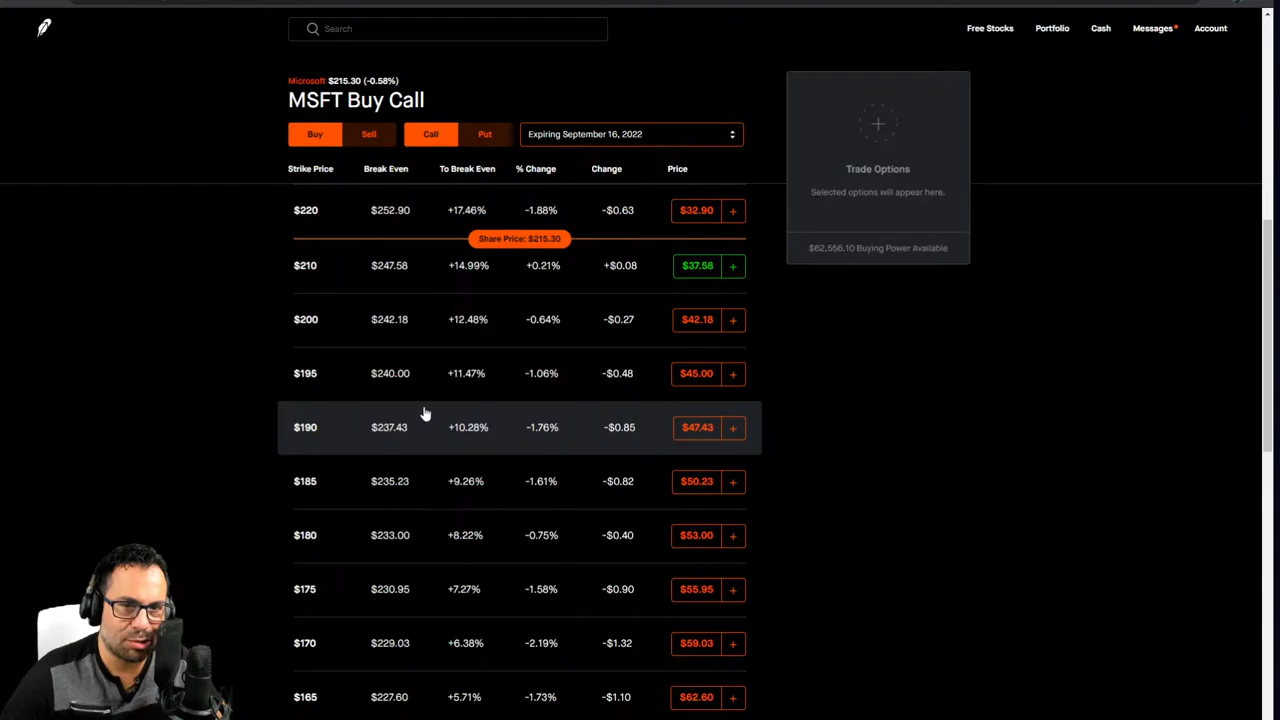 Search
Free Stocks Portfolio Cash Messages Account
Microsoft $215.30 (-0.58%)
MSFT Buy Call
Buy Sell Call Put Expiring September 16, 2022
Strike Price Break Even To Break Even % Change Change Price
$220 $252.90 +17.46% -1.88% -$0.63 $32.90 +
Share Price: $215.30
$210 $247.58 +14.99% +0.21% +$0.08 $37.58 +
$200 $242.18 +12.48% -0.64% -$0.27 $42.18 +
$195 $240.00 +11.47% -1.06% -$0.48 $45.00 +
$190 $237.43 +10.28% -1.76% -$0.85 $47.43 +
$185 $235.23 +9.26% -1.61% -$0.82 $50.23 +
$180 $233.00 +8.22% -0.75% -$0.40 $53.00 +
$175 $230.95 +7.27% -1.58% -$0.90 $55.95 +
$170 $229.03 +6.38% -2.19% -$1.32 $59.03 +
$165 $227.60 +5.71% -1.73% -$1.10 $62.60 +
Trade Options
Selected options will appear here.
$62,556.10 Buying Power Available